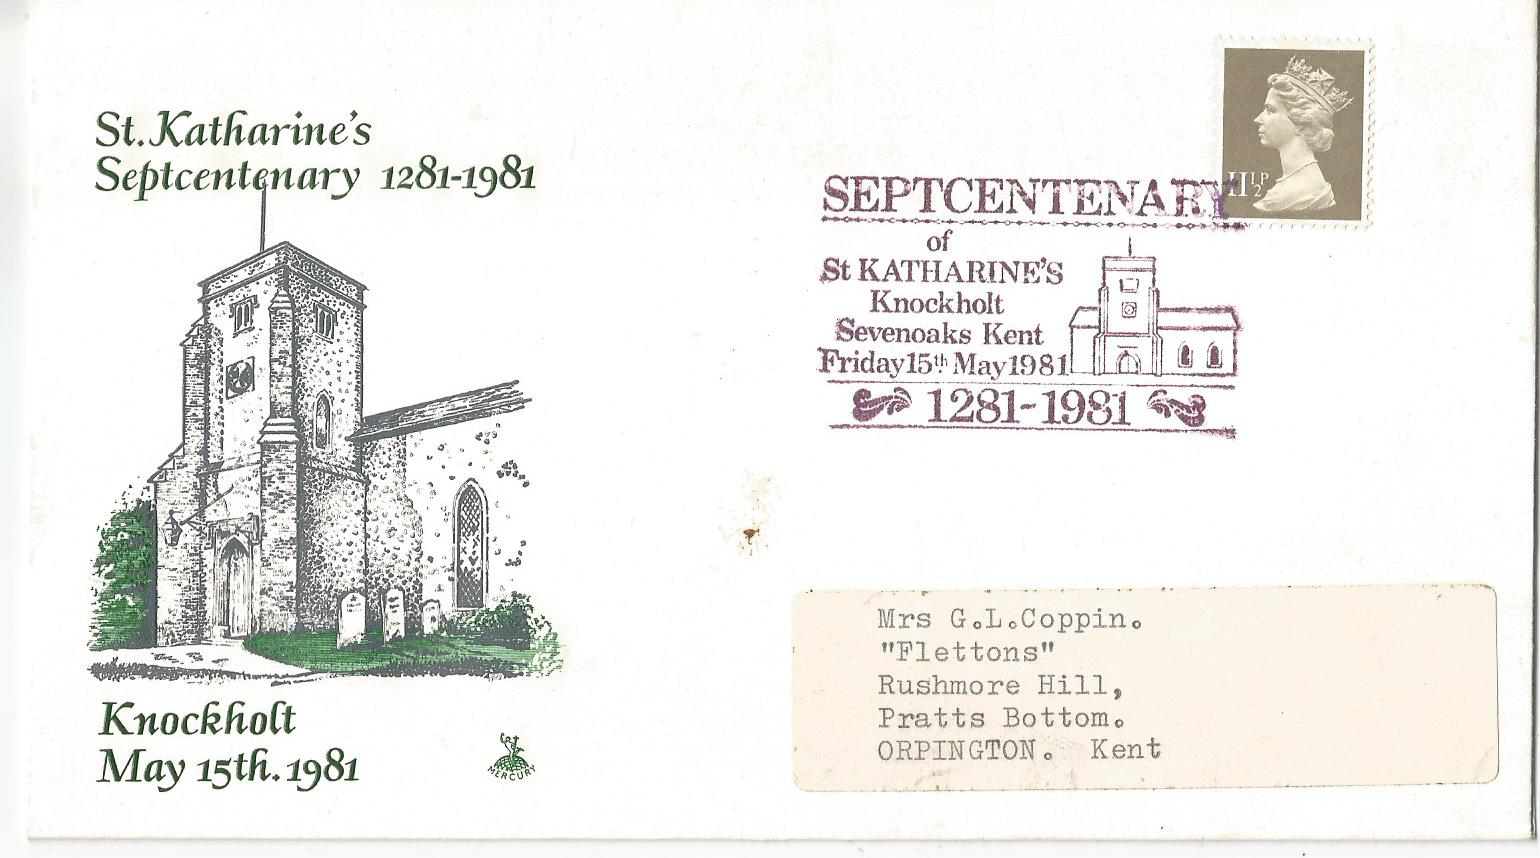 St. Katharine's
Septcentenary 1281-1981
Knockholt
May 15th. 1981
MERCURY
11½P
SEPTCENTENARY
of
St KATHARINE'S
Knockholt
Sevenoaks Kent
Friday 15th May 1981
1281-1981
Mrs G.L.Coppin.
"Flettons"
Rushmore Hill,
Pratts Bottom.
ORPINGTON. Kent